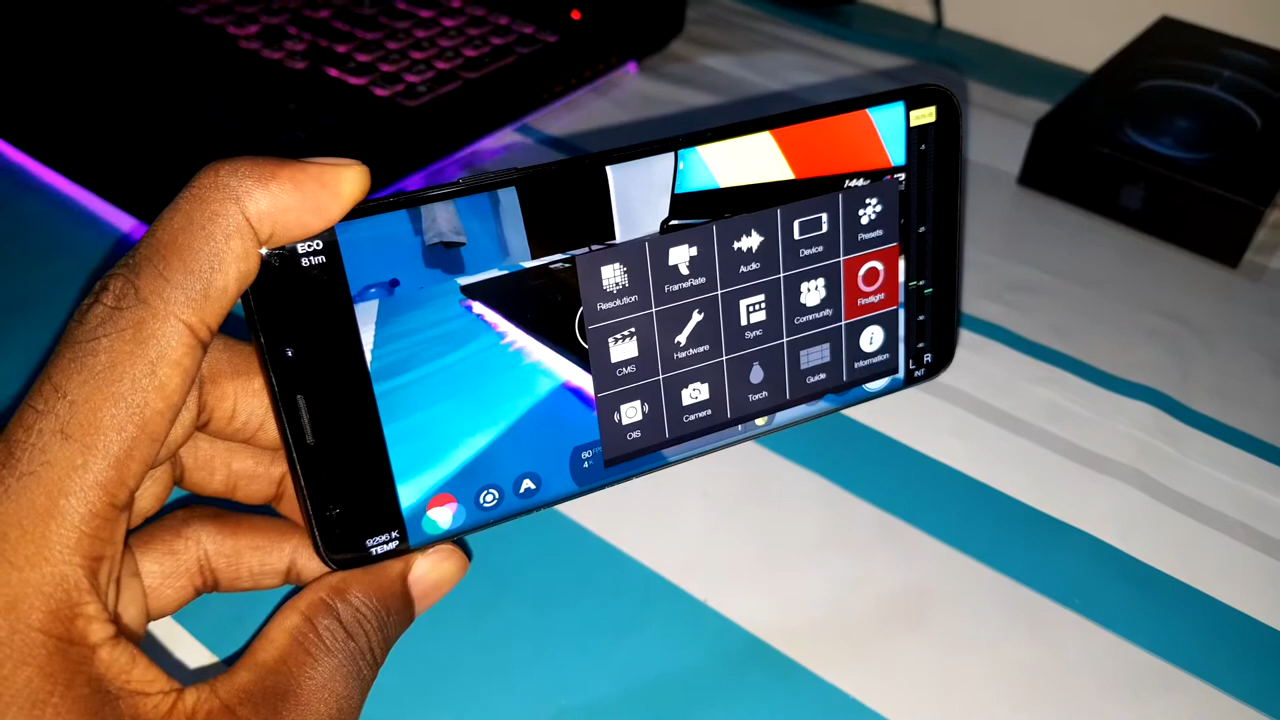 ECO
81m
Resolution
FrameRate
Audio
Device
Presets
CMS
Hardware
Sync
Community
Firstlight
OIS
Camera
Torch
Guide
Information
60 FPS
4K
9296 K
TEMP
L R
INT